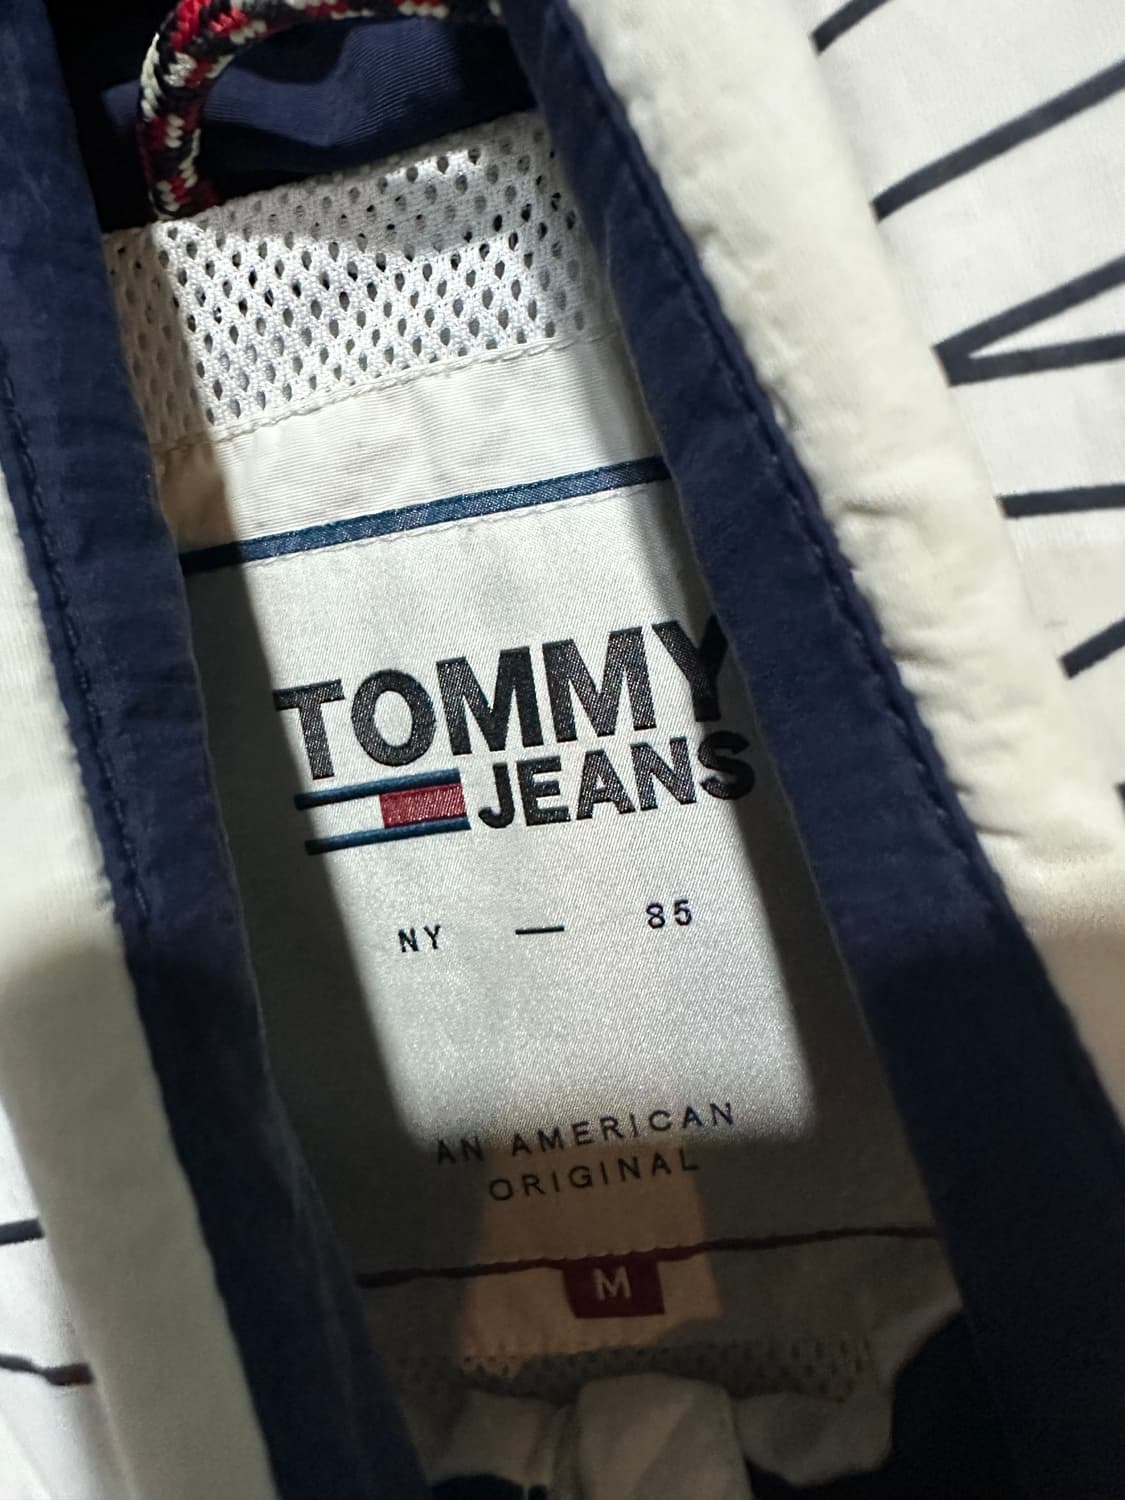 TOMMY
JEANS
NY — 85
AN AMERICAN
ORIGINAL
M